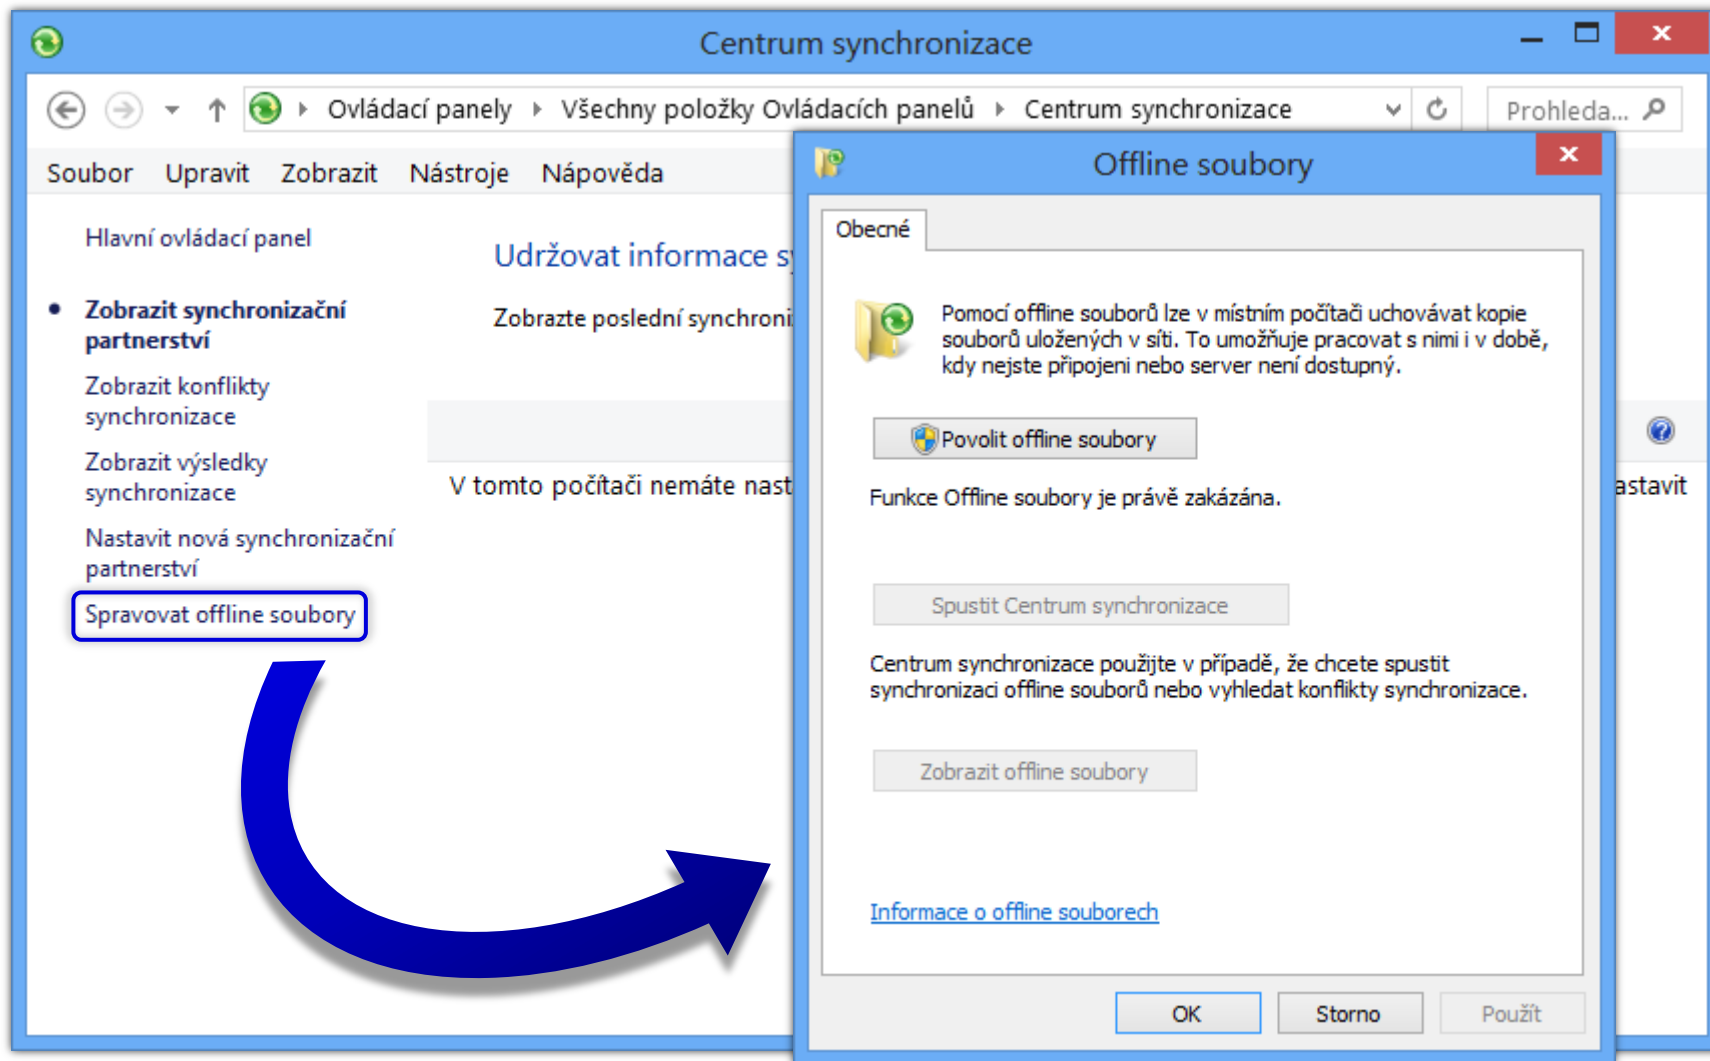 Centrum synchronizace
Ovládací panely Všechny položky Ovládacích panelů Centrum synchronizace
Prohleda...
Soubor Upravit Zobrazit Nástroje Nápověda
Hlavní ovládací panel
Zobrazit synchronizační
partnerství
Zobrazit konflikty
synchronizace
Zobrazit výsledky
synchronizace
Nastavit nová synchronizační
partnerství
Spravovat offline soubory
Udržovat informace s
Zobrazte poslední synchroni
V tomto počítači nemáte nast
astavit
Offline soubory
Obecné
Pomocí offline souborů lze v místním počítači uchovávat kopie
souborů uložených v síti. To umožňuje pracovat s nimi i v době,
kdy nejste připojeni nebo server není dostupný.
Povolit offline soubory
Funkce Offline soubory je právě zakázána.
Spustit Centrum synchronizace
Centrum synchronizace použijte v případě, že chcete spustit
synchronizaci offline souborů nebo vyhledat konflikty synchronizace.
Zobrazit offline soubory
Informace o offline souborech
OK Storno Použít